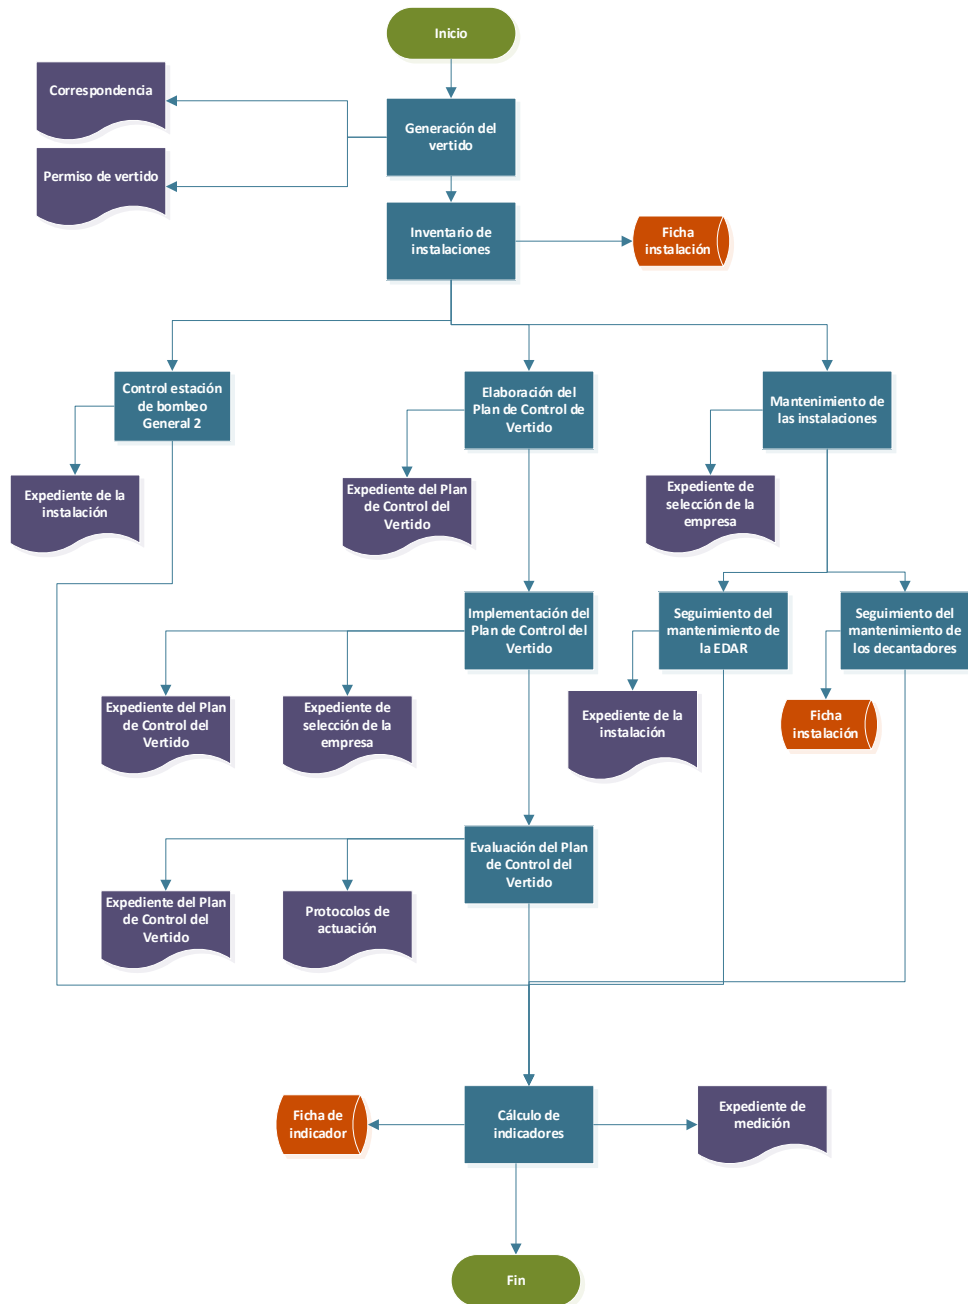 Inicio
Correspondencia
Generación del
vertido
Permiso de vertido
Inventario de
instalaciones
Ficha
instalación
Control estación
de bombeo
General 2
Elaboración del
Plan de Control de
Vertido
Mantenimiento de
las instalaciones
Expediente de la
instalación
Expediente del Plan
de Control del
Vertido
Expediente de
selección de la
empresa
Implementación del
Plan de Control del
Vertido
Seguimiento del
mantenimiento de
la EDAR
Seguimiento del
mantenimiento de
los decantadores
Expediente del Plan
de Control del
Vertido
Expediente de
selección de la
empresa
Expediente de la
instalación
Ficha
instalación
Evaluación del Plan
de Control del
Vertido
Expediente del Plan
de Control del
Vertido
Protocolos de
actuación
Ficha de
indicador
Cálculo de
indicadores
Expediente de
medición
Fin